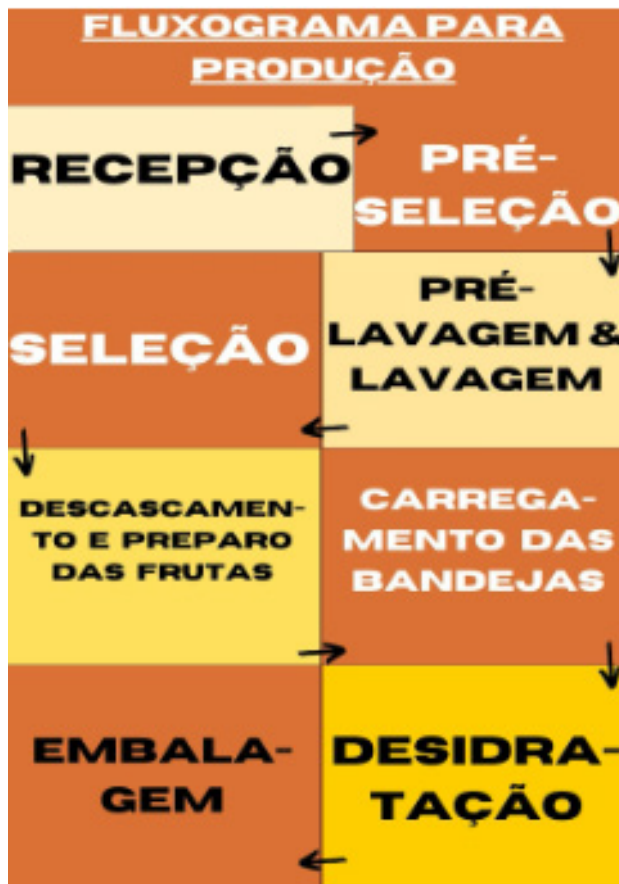 FLUXOGRAMA PARA
PRODUÇÃO
RECEPÇÃO
PRÉ-
SELEÇÃO
PRÉ-
LAVAGEM &
LAVAGEM
SELEÇÃO
DESCASCAMEN-
TO E PREPARO
DAS FRUTAS
CARREGA-
MENTO DAS
BANDEJAS
DESIDRA-
TAÇÃO
EMBALA-
GEM